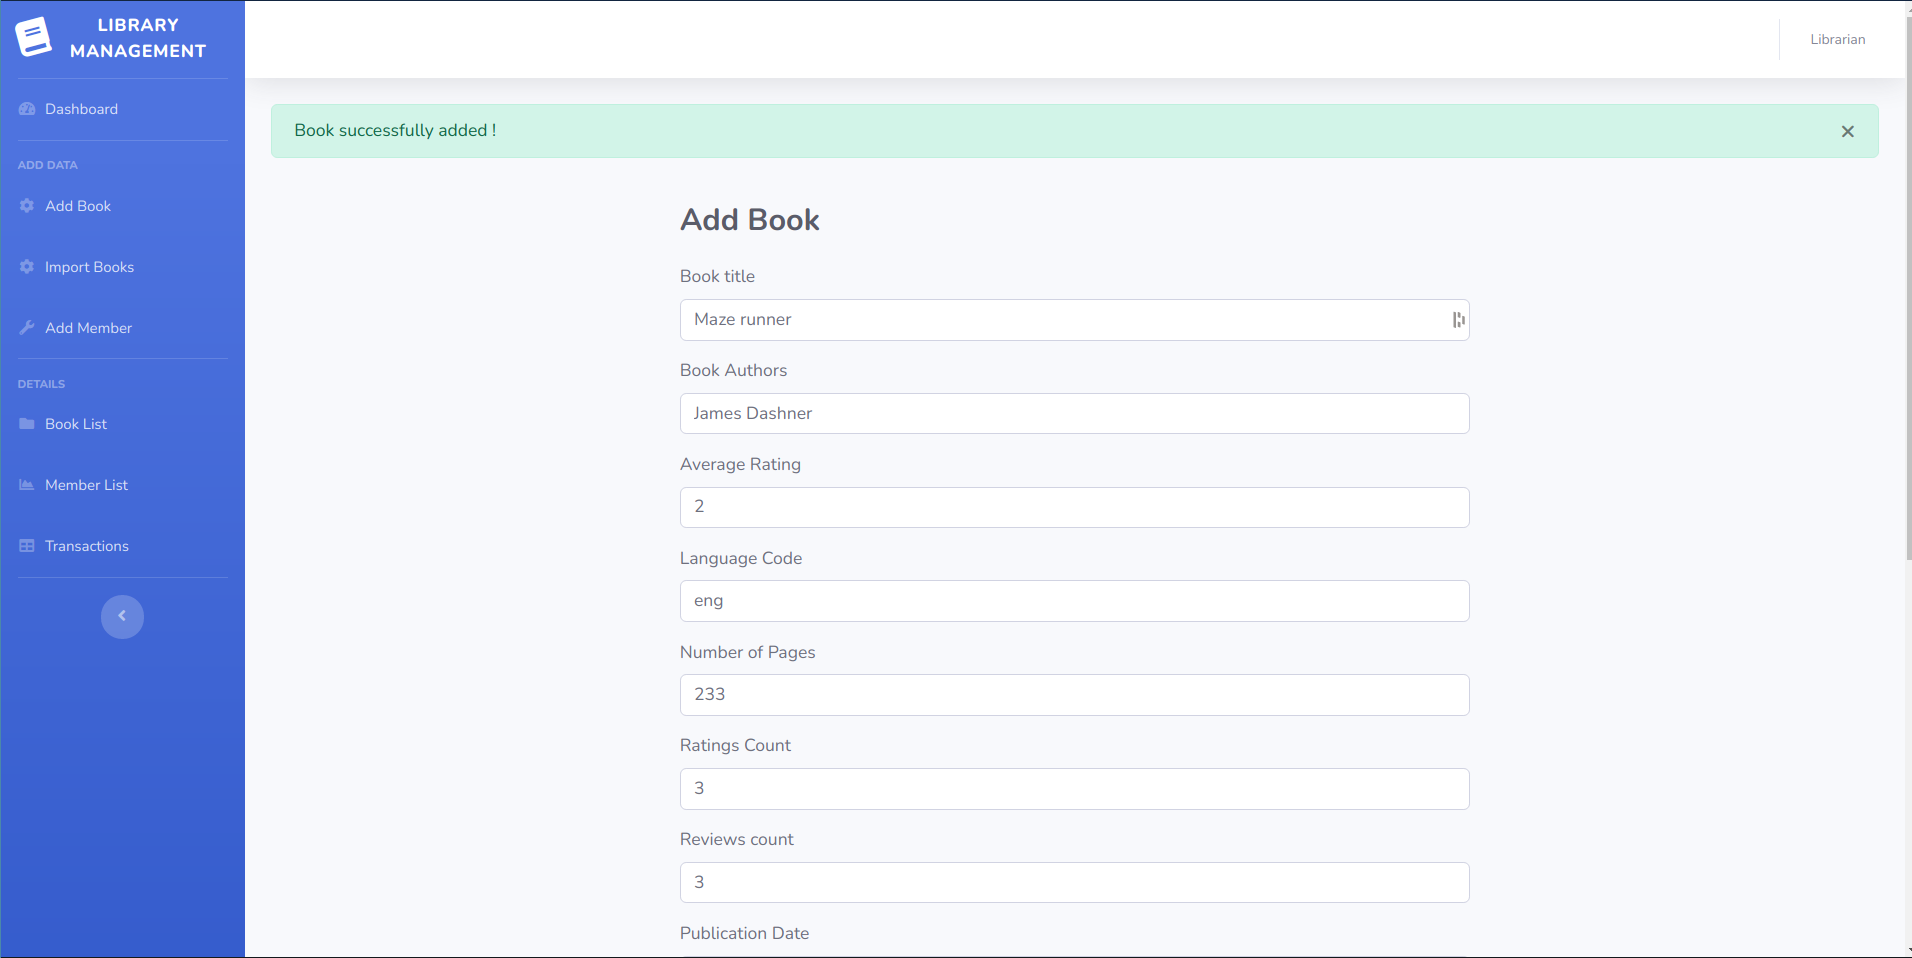 LIBRARY
MANAGEMENT
Librarian
Dashboard
ADD DATA
Add Book
Import Books
Add Member
DETAILS
Book List
Member List
Transactions
Book successfully added !
Add Book
Book title
Maze runner
Book Authors
James Dashner
Average Rating
2
Language Code
eng
Number of Pages
233
Ratings Count
3
Reviews count
3
Publication Date